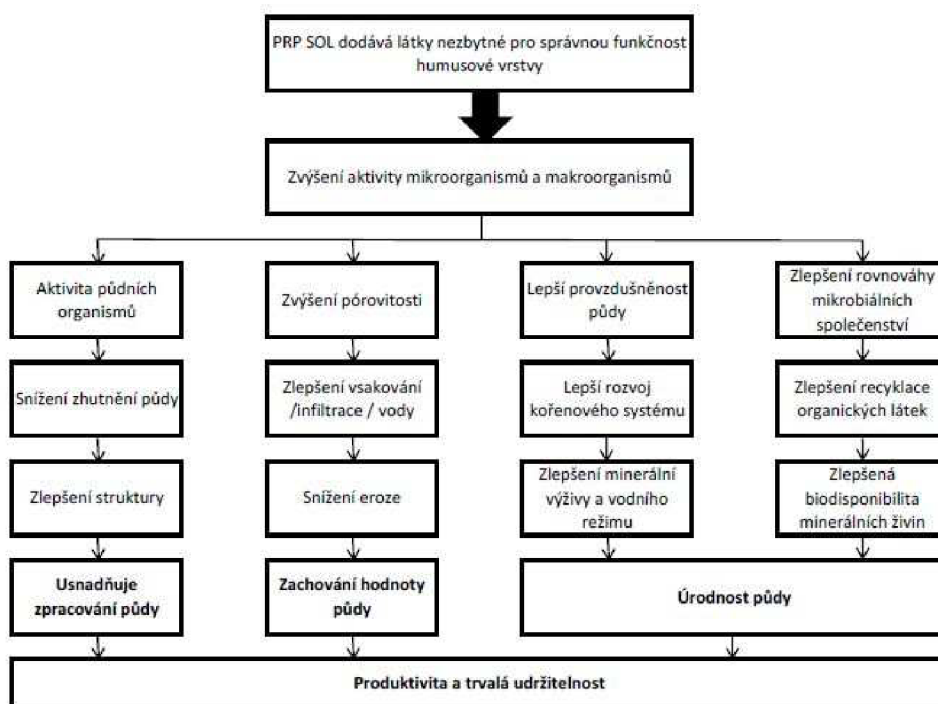 PRP SOL dodává látky nezbytné pro správnou funkčnost
humusové vrstvy
Zvýšení aktivity mikroorganismů a makroorganismů
Aktivita půdních
organismů
Zvýšení pórovitosti
Lepší provzdušněnost
půdy
Zlepšení rovnováhy
mikrobiálních
společenství
Snížení zhutnění půdy
Zlepšení vsakování
/infiltrace / vody
Lepší rozvoj
kořenového systému
Zlepšení recyklace
organických látek
Zlepšení struktury
Snížení eroze
Zlepšení minerální
výživy a vodního
režimu
Zlepšená
biodisponibilita
minerálních živin
Usnadňuje
zpracování půdy
Zachování hodnoty
půdy
Úrodnost půdy
Produktivita a trvalá udržitelnost